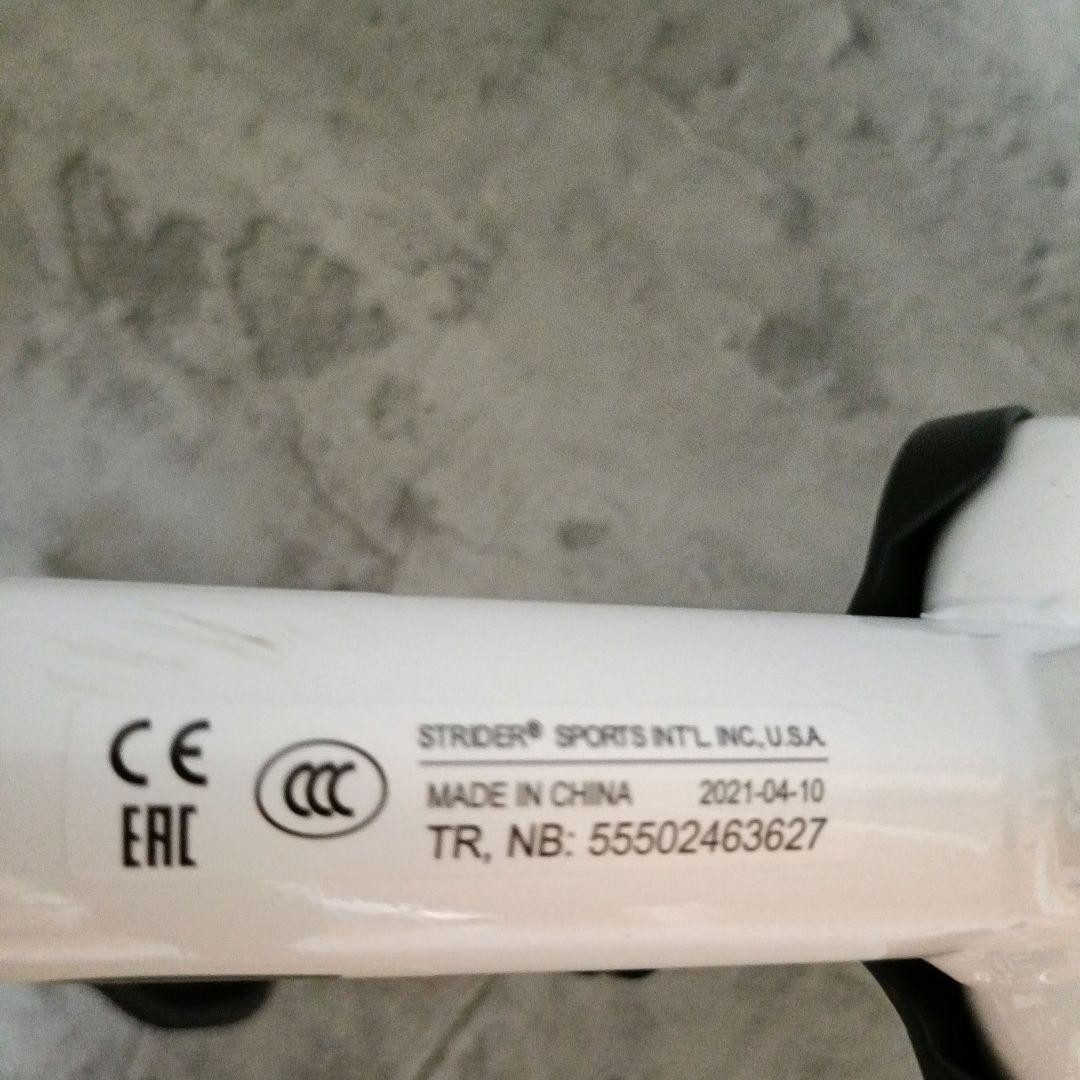 CE
EAC
CCC
STRIDER® SPORTS INT'L. INC., U.S.A.
MADE IN CHINA 2021-04-10
TR, NB: 55502463627